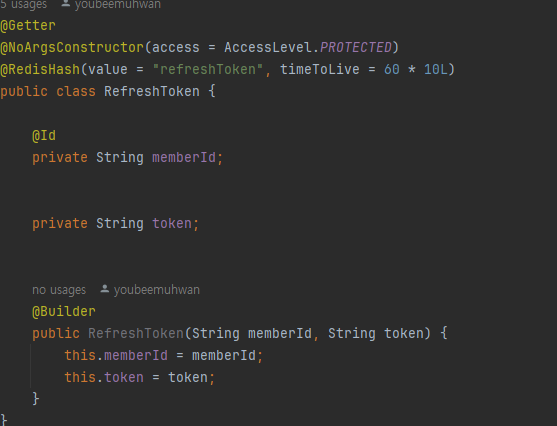 5 usages youbeemuhwan
@Getter
@NoArgsConstructor(access = AccessLevel.PROTECTED)
@RedisHash(value = "refreshToken", timeToLive = 60 * 10L)
public class RefreshToken {
@Id
private String memberId;
private String token;
no usages youbeemuhwan
@Builder
public RefreshToken(String memberId, String token) {
this.memberId = memberId;
this.token = token;
}
}